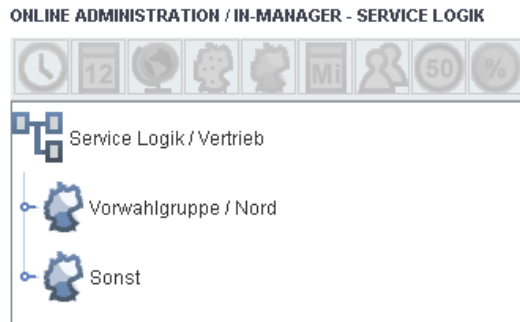 ONLINE ADMINISTRATION / IN-MANAGER - SERVICE LOGIK
12 Mi 50 %
Service Logik / Vertrieb
Vorwahlgruppe / Nord
Sonst